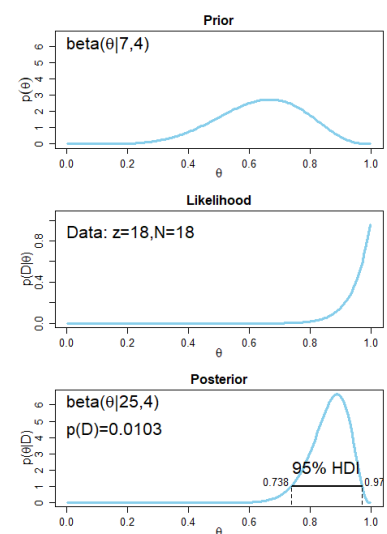 Prior
beta(θ|7,4)
p(θ)
0 1 2 3 4 5 6
0.0 0.2 0.4 0.6 0.8 1.0
θ
Likelihood
Data: z=18,N=18
p(D|θ)
0.0 0.4 0.8
0.0 0.2 0.4 0.6 0.8 1.0
θ
Posterior
beta(θ|25,4)
p(D)=0.0103
p(θ|D)
0 1 2 3 4 5 6
95% HDI
0.738 0.97
0.0 0.2 0.4 0.6 0.8 1.0
θ